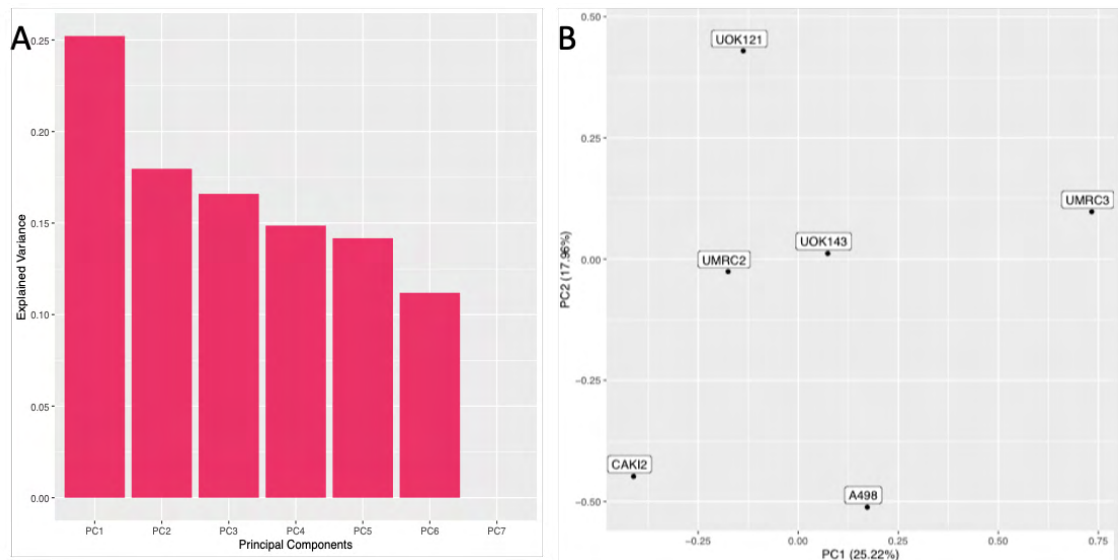 A
0.25
0.20
0.15
0.10
0.05
0.00
Explained Variance
PC1 PC2 PC3 PC4 PC5 PC6 PC7
Principal Components
B
0.50
0.25
0.00
−0.25
−0.50
PC2 (17.96%)
UOK121
UMRC3
UOK143
UMRC2
CAKI2
A498
−0.25 0.00 0.25 0.50 0.75
PC1 (25.22%)